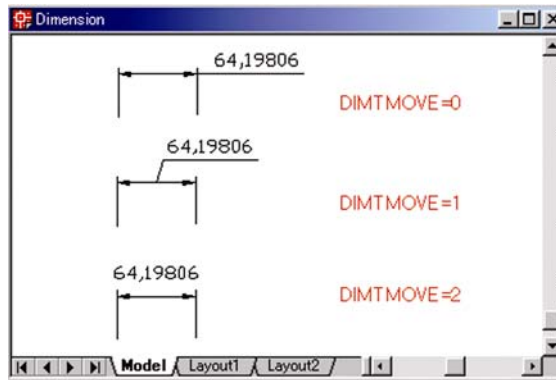 Dimension
64,19806
DIMTMOVE=0
64,19806
DIMTMOVE=1
64,19806
DIMTMOVE=2
Model Layout1 Layout2